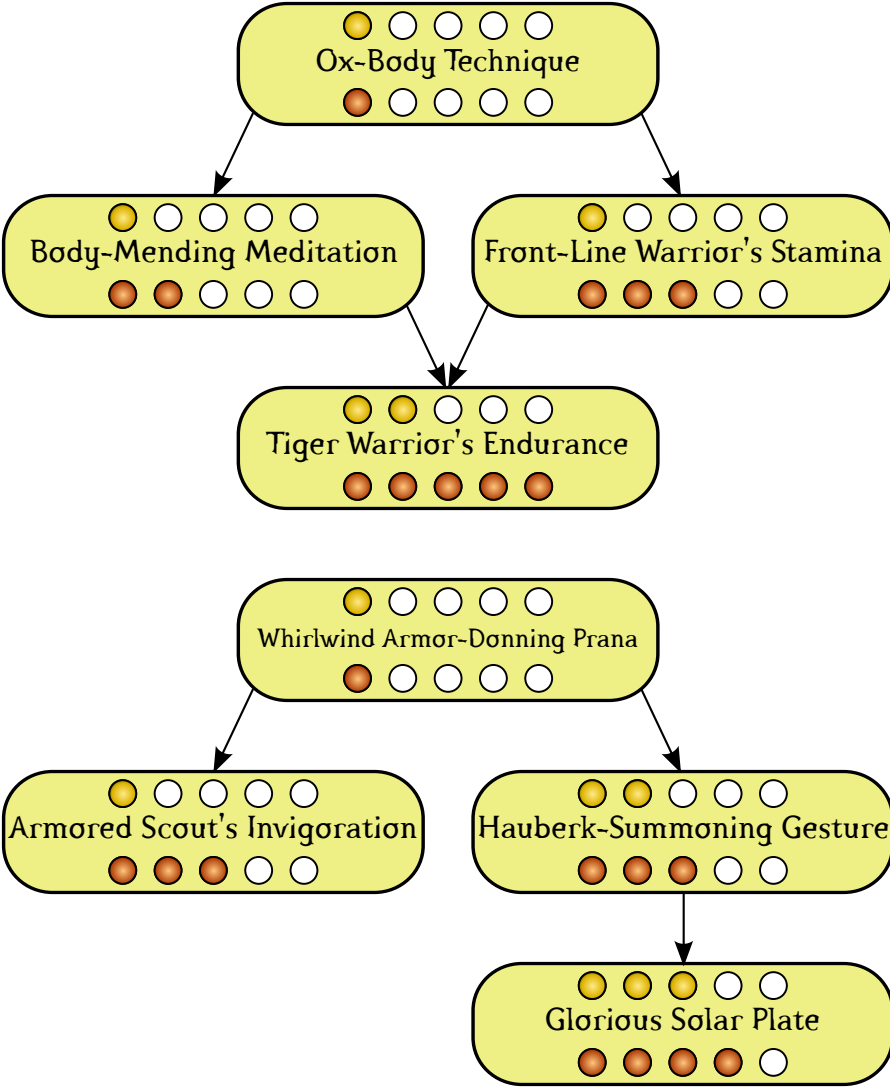 Ox-Body Technique
Body-Mending Meditation
Front-Line Warrior's Stamina
Tiger Warrior's Endurance
Whirlwind Armor-Donning Prana
Armored Scout's Invigoration
Hauberk-Summoning Gesture
Glorious Solar Plate